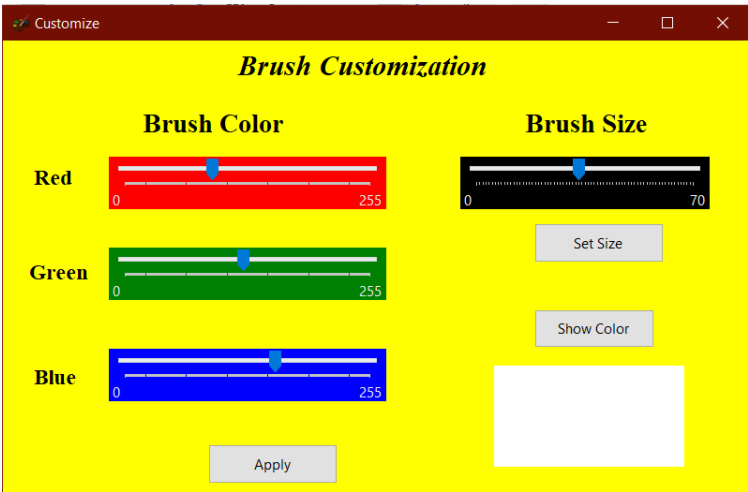 Customize
Brush Customization
Brush Color
Brush Size
Red
0 255
0 70
Set Size
Green
0 255
Show Color
Blue
0 255
Apply